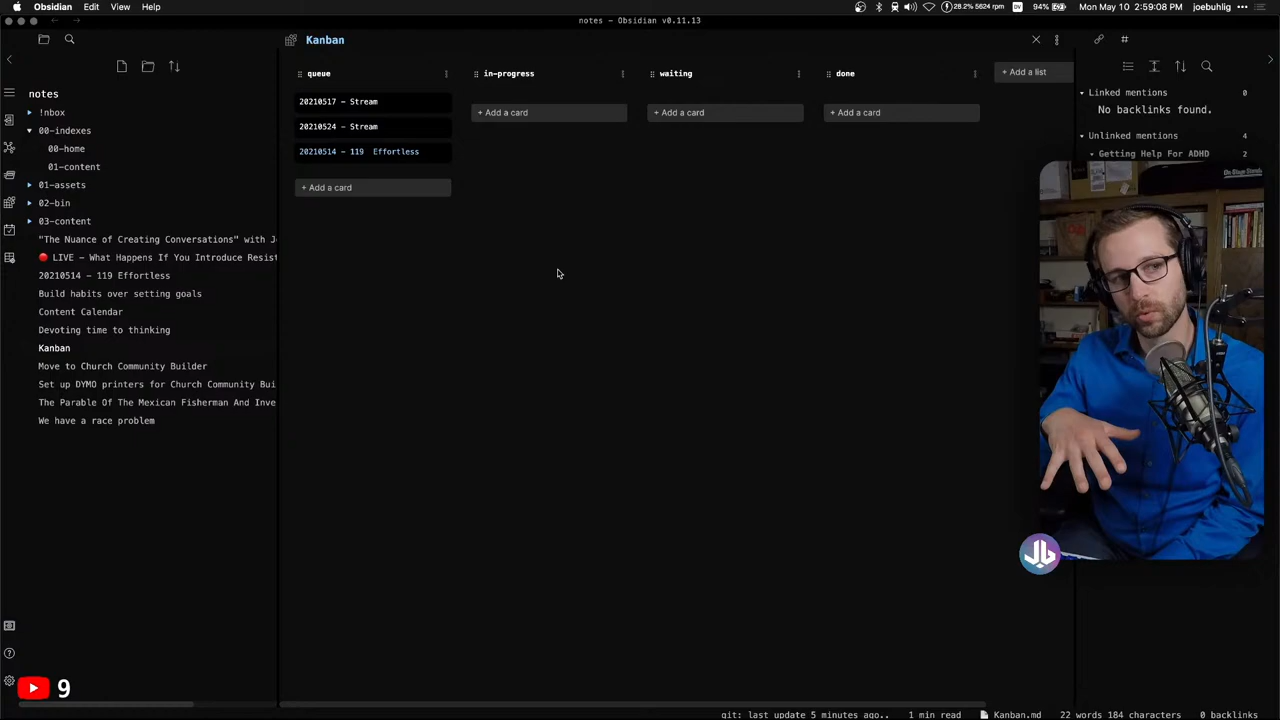 Obsidian Edit View Help
28.2% 5624 rpm
94%
Mon May 10 2:59:08 joebuhlig
notes - Obsidian v0.11.13
Kanban
notes
!nbox
00-indexes
00-home
01-content
01-assets
02-bin
03-content
"The Nuance of Creating Conversations" with J
🔴 LIVE - What Happens If You Introduce Resist
20210514 - 119 Effortless
Build habits over setting goals
Content Calendar
Devoting time to thinking
Kanban
Move to Church Community Builder
Set up DYMO printers for Church Community Bui
The Parable Of The Mexican Fisherman And Inve
We have a race problem
queue
20210517 - Stream
20210524 - Stream
20210514 - 119 Effortless
+ Add a card
in-progress
+ Add a card
waiting
+ Add a card
done
+ Add a card
+ Add a list
Linked mentions 0
No backlinks found.
Unlinked mentions 4
Getting Help For ADHD 2
9
git: last update 5 minutes ago.. 1 min read Kanban.md 22 words 184 characters 0 backlinks